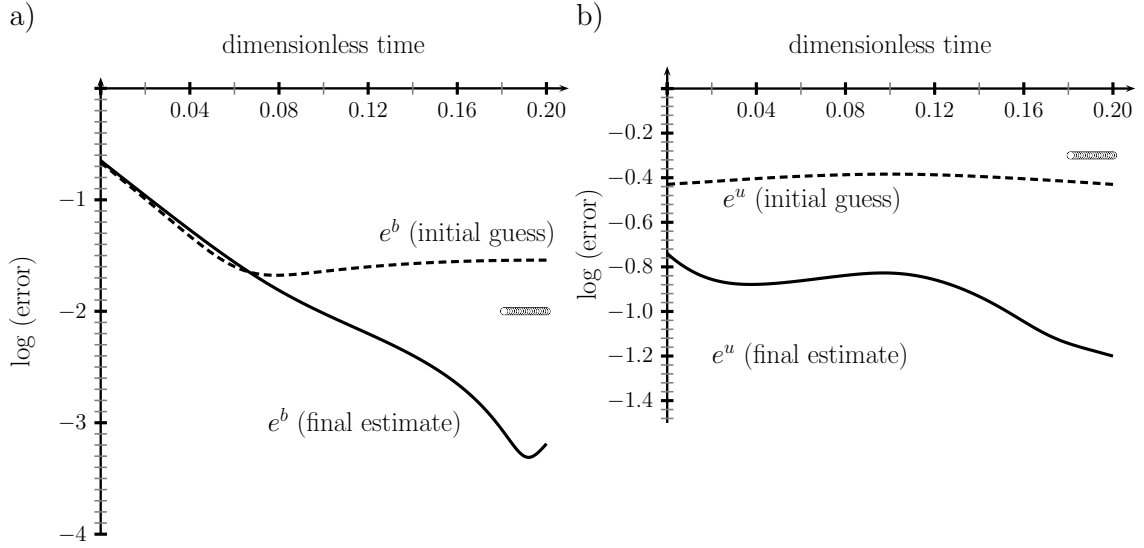 a)
dimensionless time
0.04 0.08 0.12 0.16 0.20
−1
−2
−3
−4
log (error)
e^b (initial guess)
e^b (final estimate)
b)
dimensionless time
0.04 0.08 0.12 0.16 0.20
−0.2
−0.4
−0.6
−0.8
−1.0
−1.2
−1.4
log (error)
e^u (initial guess)
e^u (final estimate)